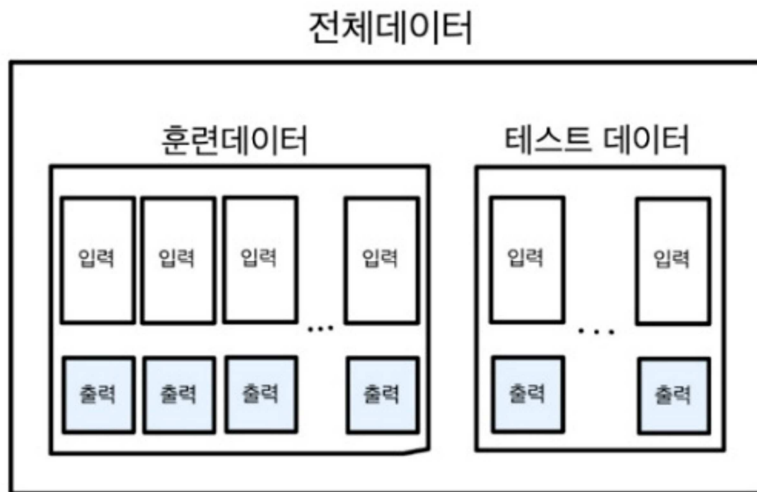 전체데이터
훈련데이터 테스트 데이터
입력 입력 입력 입력 입력 입력
... ...
출력 출력 출력 출력 출력 출력